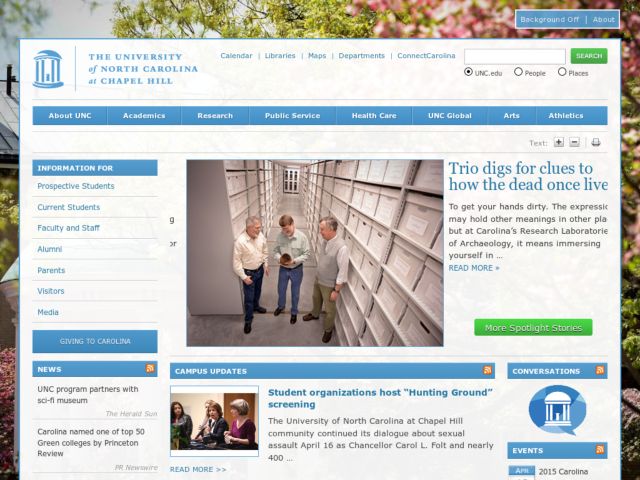 Background Off | About
THE UNIVERSITY
of NORTH CAROLINA
at CHAPEL HILL
Calendar | Libraries | Maps | Departments | ConnectCarolina
SEARCH
UNC.edu People Places
About UNC Academics Research Public Service Health Care UNC Global Arts Athletics
Text: + -
INFORMATION FOR
Prospective Students
Current Students
Faculty and Staff
Alumni
Parents
Visitors
Media
GIVING TO CAROLINA
NEWS
UNC program partners with
sci-fi museum
The Herald Sun
Carolina named one of top 50
Green colleges by Princeton
Review
PR Newswire
or
Trio digs for clues to
how the dead once live
To get your hands dirty. The expressio
may hold other meanings in other pla
but at Carolina's Research Laboratorie
of Archaeology, it means immersing
yourself in ...
READ MORE »
More Spotlight Stories
CAMPUS UPDATES
Student organizations host “Hunting Ground”
screening
The University of North Carolina at Chapel Hill
community continued its dialogue about sexual
assault April 16 as Chancellor Carol L. Folt and nearly
400 ...
READ MORE >>
CONVERSATIONS
EVENTS
APR
2015 Carolina